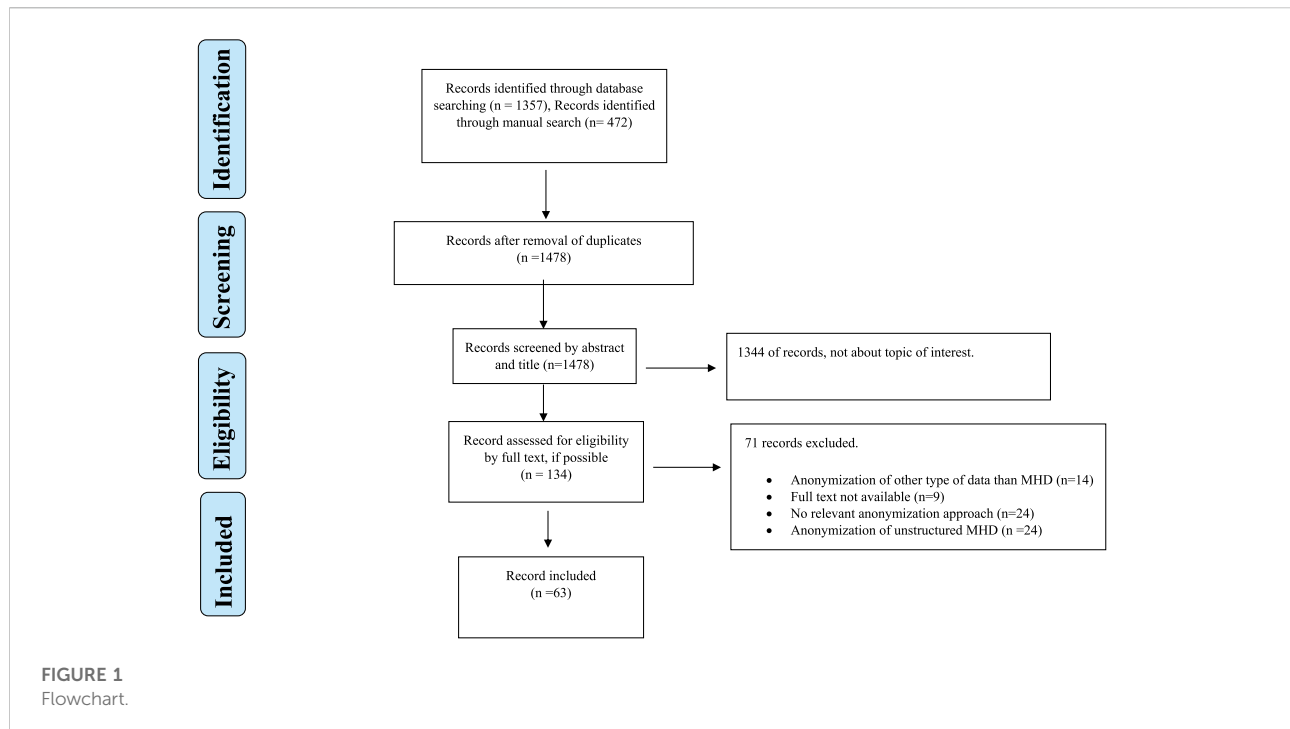 Identification
Records identified through database
searching (n = 1357), Records identified
through manual search (n= 472)
Screening
Records after removal of duplicates
(n =1478)
Records screened by abstract
and title (n=1478)
1344 of records, not about topic of interest.
Eligibility
Record assessed for eligibility
by full text, if possible
(n = 134)
71 records excluded.
• Anonymization of other type of data than MHD (n=14)
• Full text not available (n=9)
• No relevant anonymization approach (n=24)
• Anonymization of unstructured MHD (n =24)
Included
Record included
(n =63)
FIGURE 1
Flowchart.